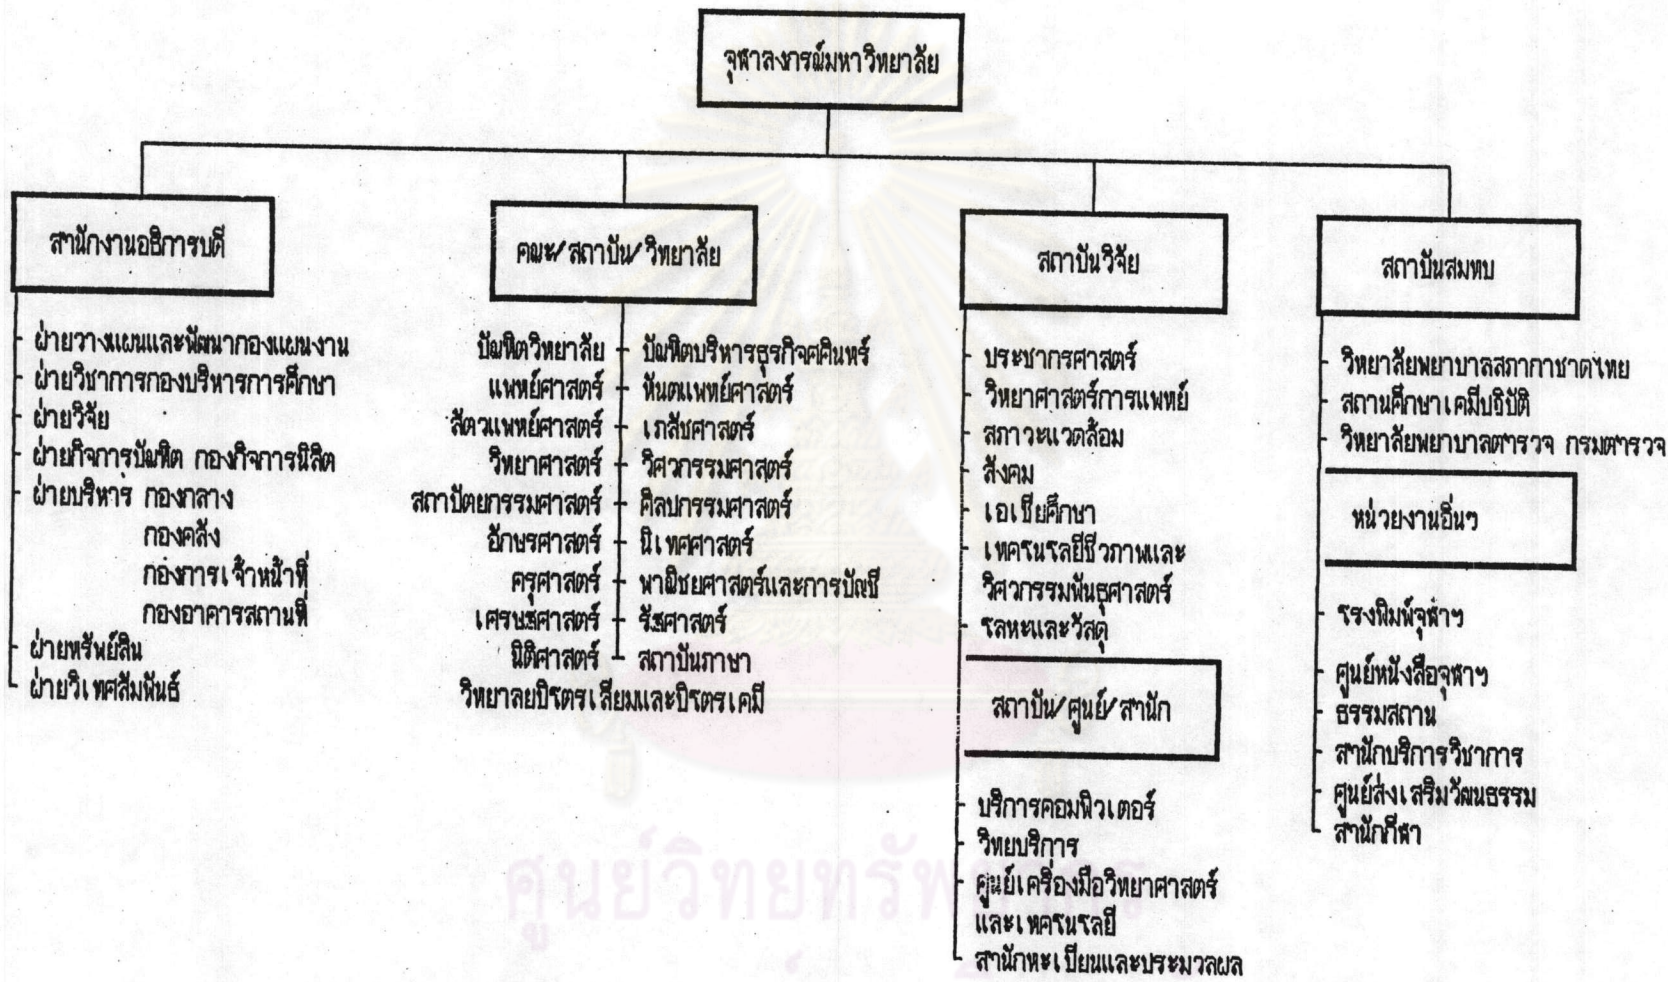 จุฬาลงกรณ์มหาวิทยาลัย
สำนักงานอธิการบดี
ฝ่ายวางแผนและพัฒนากองแผนงาน
ฝ่ายวิชาการกองบริหารการศึกษา
ฝ่ายวิจัย
ฝ่ายกิจการบัณฑิต กองกิจการนิสิต
ฝ่ายบริหาร กองกลาง
กองคลัง
กองการเจ้าหน้าที่
กองอาคารสถานที่
ฝ่ายทรัพย์สิน
ฝ่ายวิเทศสัมพันธ์
คณะ/สถาบัน/วิทยาลัย
บัณฑิตวิทยาลัย บัณฑิตบริหารธุรกิจศศินทร์
แพทย์ศาสตร์ ทันตแพทย์ศาสตร์
สัตวแพทย์ศาสตร์ เภสัชศาสตร์
วิทยาศาสตร์ วิศวกรรมศาสตร์
สถาปัตยกรรมศาสตร์ ศิลปกรรมศาสตร์
อักษรศาสตร์ นิเทศศาสตร์
ครุศาสตร์ พาณิชยศาสตร์และการบัญชี
เศรษฐศาสตร์ รัฐศาสตร์
นิติศาสตร์ สถาบันภาษา
วิทยาลยปิโตรเลียมและปิโตรเคมี
สถาบันวิจัย
ประชากรศาสตร์
วิทยาศาสตร์การแพทย์
สภาวะแวดล้อม
สังคม
เอเชียศึกษา
เทคโนโลยีชีวภาพและ
วิศวกรรมพันธุศาสตร์
โลหะและวัสดุ
สถาบัน/ศูนย์/สำนัก
บริการคอมพิวเตอร์
วิทยบริการ
ศูนย์เครื่องมือวิทยาศาสตร์
และเทคโนโลยี
สำนักทะเบียนและประมวลผล
สถาบันสมทบ
วิทยาลัยพยาบาลสภากาชาดไทย
สถานศึกษาเคมีปฏิบัติ
วิทยาลัยพยาบาลตำรวจ กรมตำรวจ
หน่วยงานอื่นๆ
โรงพิมพ์จุฬาฯ
ศูนย์หนังสือจุฬาฯ
ธรรมสถาน
สำนักบริการวิชาการ
ศูนย์ส่งเสริมวัฒนธรรม
สำนักกีฬา
ศูนย์วิทยทรัพยากร